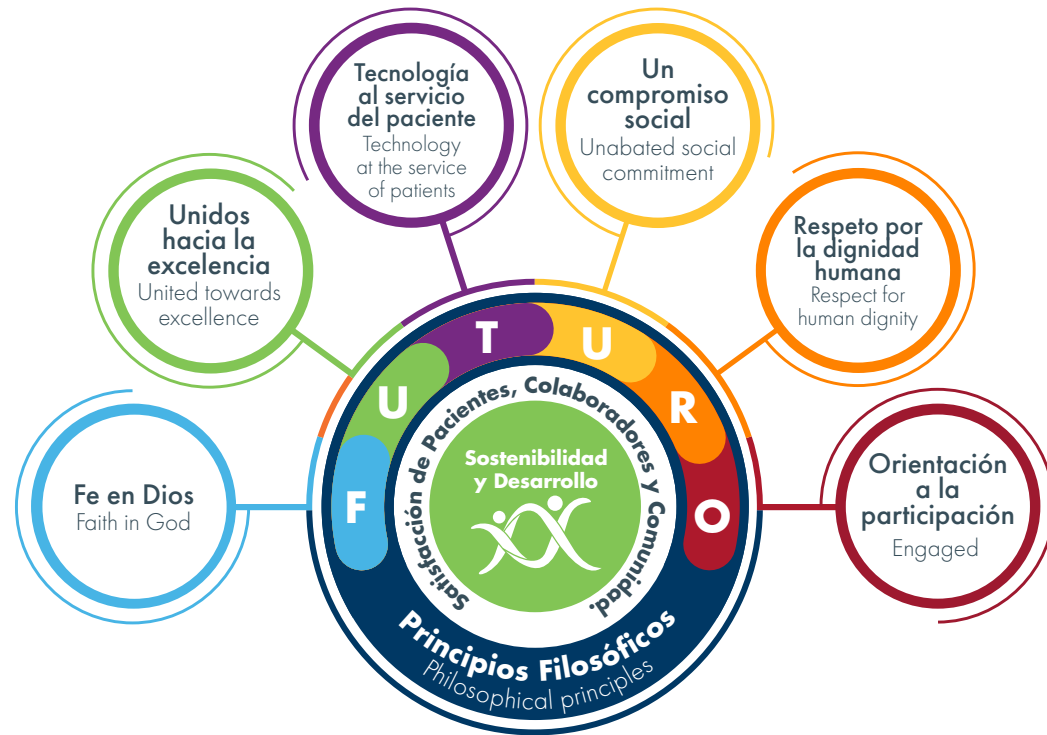 Tecnología
al servicio
del paciente
Technology
at the service
of patients
Un
compromiso
social
Unabated social
commitment
Unidos
hacia la
excelencia
United towards
excellence
Respeto por
la dignidad
humana
Respect for
human dignity
Fe en Dios
Faith in God
Orientación
a la
participación
Engaged
F
U
T
U
R
O
Satisfacción de Pacientes, Colaboradores y Comunidad.
Sostenibilidad
y Desarrollo
Principios Filosóficos
Philosophical principles